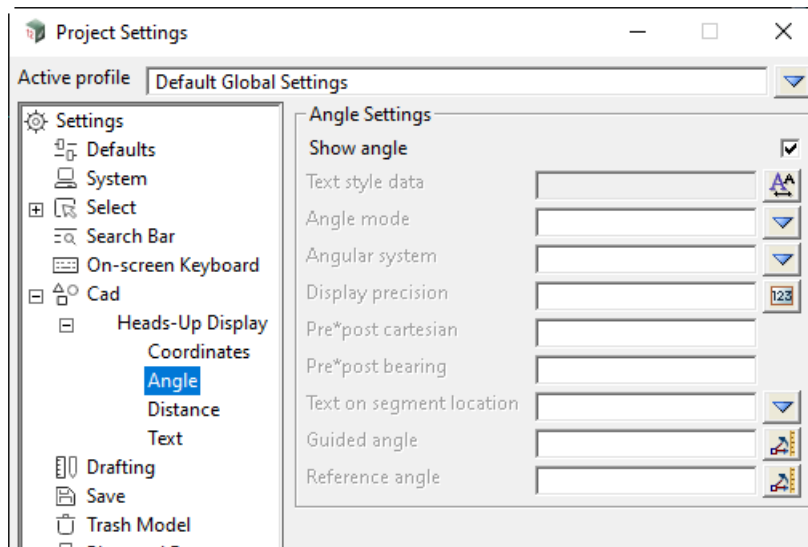 Project Settings
Active profile Default Global Settings
Settings
Defaults
System
Select
Search Bar
On-screen Keyboard
Cad
Heads-Up Display
Coordinates
Angle
Distance
Text
Drafting
Save
Trash Model
Angle Settings
Show angle
Text style data
Angle mode
Angular system
Display precision
123
Pre*post cartesian
Pre*post bearing
Text on segment location
Guided angle
Reference angle